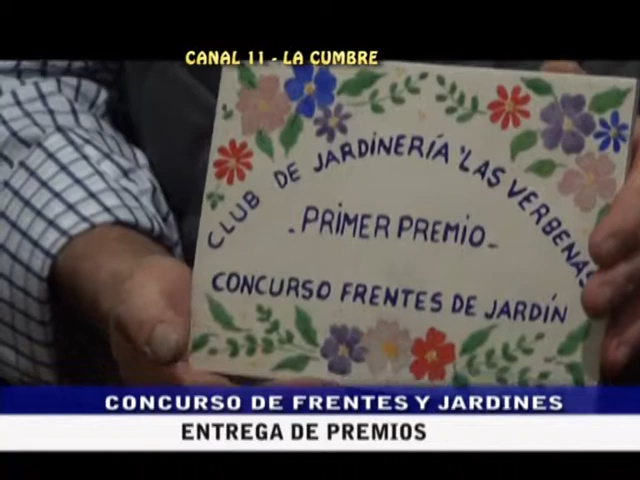 CANAL 11 - LA CUMBRE
CLUB DE JARDINERÍA "LAS VERBENAS
- PRIMER PREMIO -
CONCURSO FRENTES DE JARDÍN
CONCURSO DE FRENTES Y JARDINES
ENTREGA DE PREMIOS